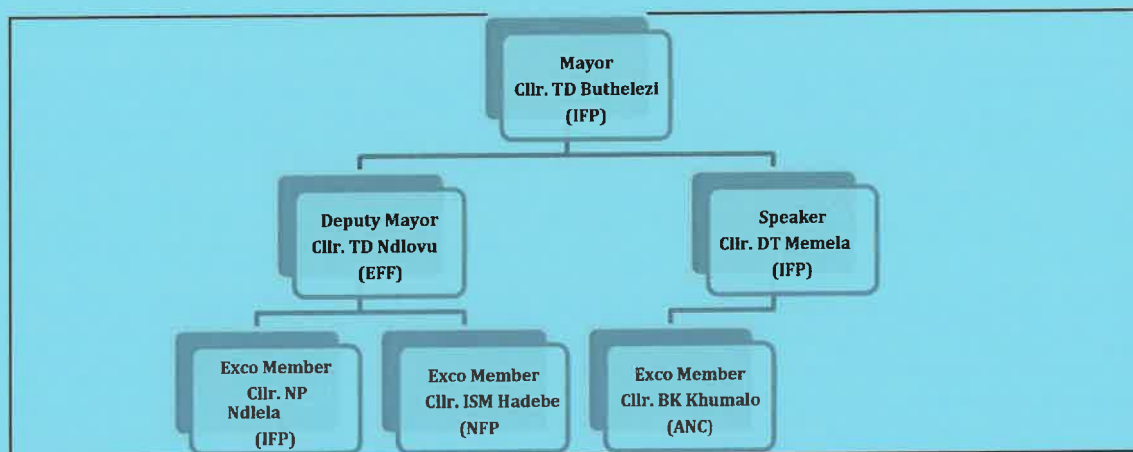 Mayor
Cllr. TD Buthelezi
(IFP)
Deputy Mayor
Cllr. TD Ndlovu
(EFF)
Speaker
Cllr. DT Memela
(IFP)
Exco Member
Cllr. NP
Ndlela
(IFP)
Exco Member
Cllr. ISM Hadebe
(NFP
Exco Member
Cllr. BK Khumalo
(ANC)